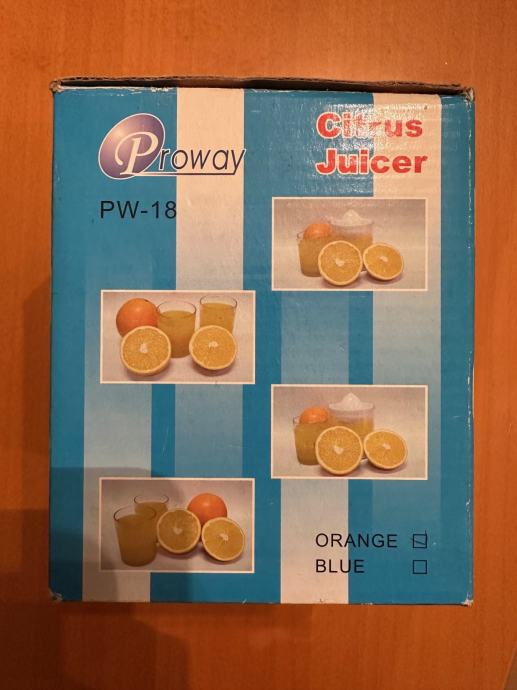 Proway
Citrus
Juicer
PW-18
ORANGE
BLUE